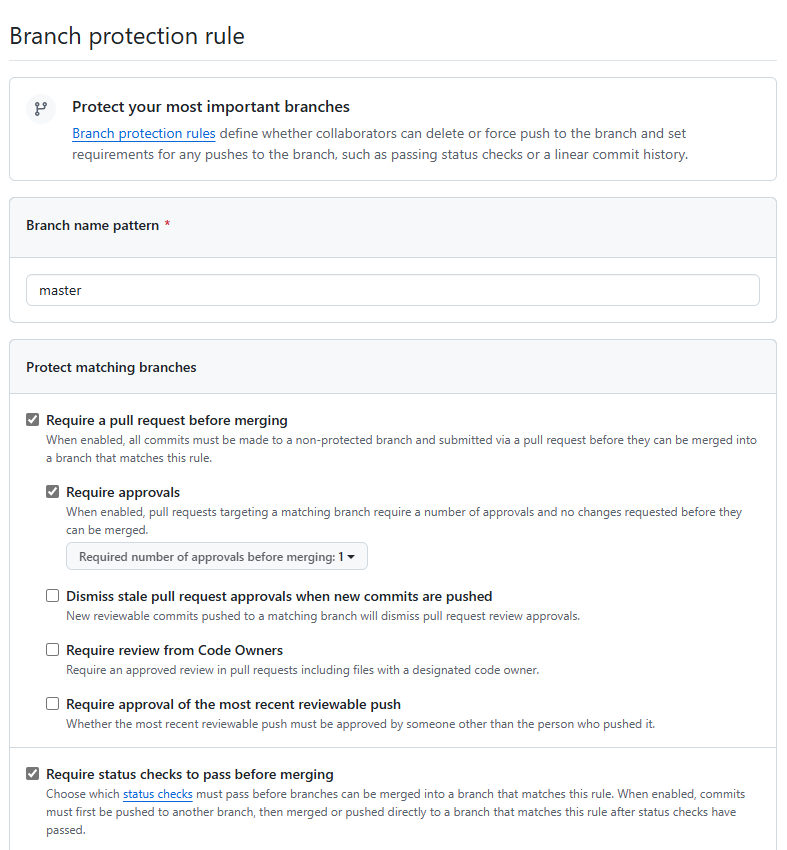 Branch protection rule
Protect your most important branches
Branch protection rules define whether collaborators can delete or force push to the branch and set
requirements for any pushes to the branch, such as passing status checks or a linear commit history.
Branch name pattern *
master
Protect matching branches
Require a pull request before merging
When enabled, all commits must be made to a non-protected branch and submitted via a pull request before they can be merged into
a branch that matches this rule.
Require approvals
When enabled, pull requests targeting a matching branch require a number of approvals and no changes requested before they
can be merged.
Required number of approvals before merging: 1
Dismiss stale pull request approvals when new commits are pushed
New reviewable commits pushed to a matching branch will dismiss pull request review approvals.
Require review from Code Owners
Require an approved review in pull requests including files with a designated code owner.
Require approval of the most recent reviewable push
Whether the most recent reviewable push must be approved by someone other than the person who pushed it.
Require status checks to pass before merging
Choose which status checks must pass before branches can be merged into a branch that matches this rule. When enabled, commits
must first be pushed to another branch, then merged or pushed directly to a branch that matches this rule after status checks have
passed.